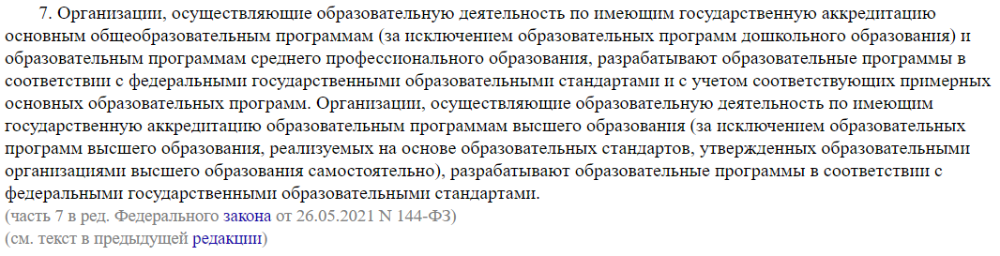 7. Организации, осуществляющие образовательную деятельность по имеющим государственную аккредитацию
основным общеобразовательным программам (за исключением образовательных программ дошкольного образования) и
образовательным программам среднего профессионального образования, разрабатывают образовательные программы в
соответствии с федеральными государственными образовательными стандартами и с учетом соответствующих примерных
основных образовательных программ. Организации, осуществляющие образовательную деятельность по имеющим
государственную аккредитацию образовательным программам высшего образования (за исключением образовательных
программ высшего образования, реализуемых на основе образовательных стандартов, утвержденных образовательными
организациями высшего образования самостоятельно), разрабатывают образовательные программы в соответствии с
федеральными государственными образовательными стандартами.
(часть 7 в ред. Федерального закона от 26.05.2021 N 144-ФЗ)
(см. текст в предыдущей редакции)